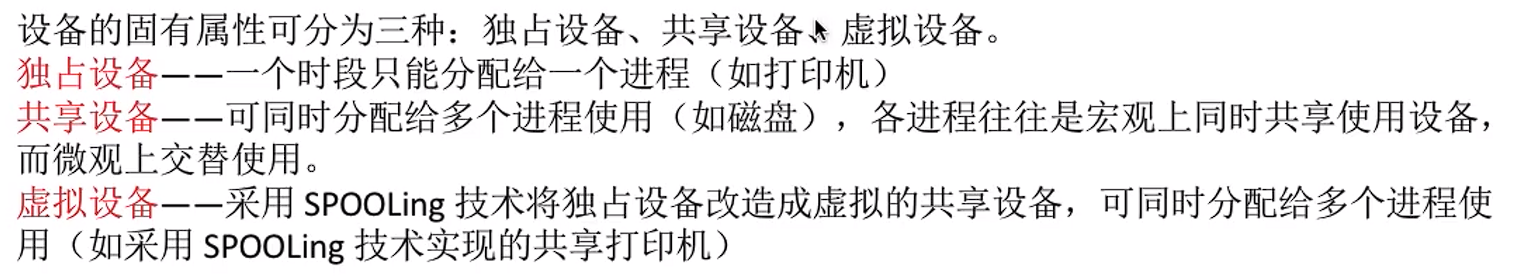 设备的固有属性可分为三种：独占设备、共享设备、虚拟设备。
独占设备——一个时段只能分配给一个进程（如打印机）
共享设备——可同时分配给多个进程使用（如磁盘），各进程往往是宏观上同时共享使用设备，
而微观上交替使用。
虚拟设备——采用 SPOOLing 技术将独占设备改造成虚拟的共享设备，可同时分配给多个进程使
用（如采用 SPOOLing 技术实现的共享打印机）